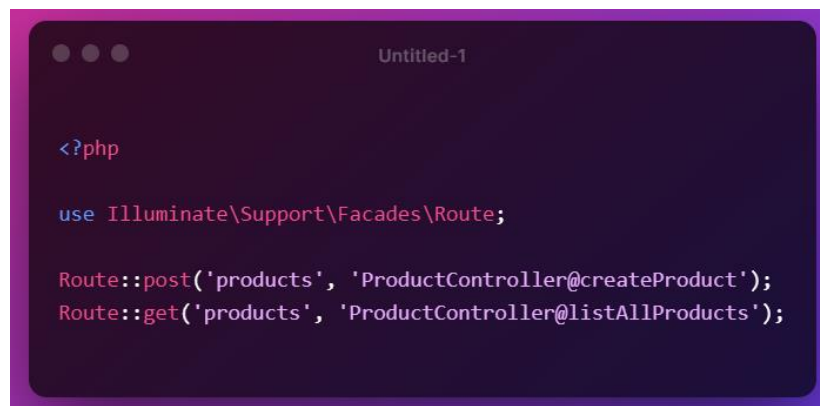 Untitled-1
<?php
use Illuminate\Support\Facades\Route;
Route::post('products', 'ProductController@createProduct');
Route::get('products', 'ProductController@listAllProducts');